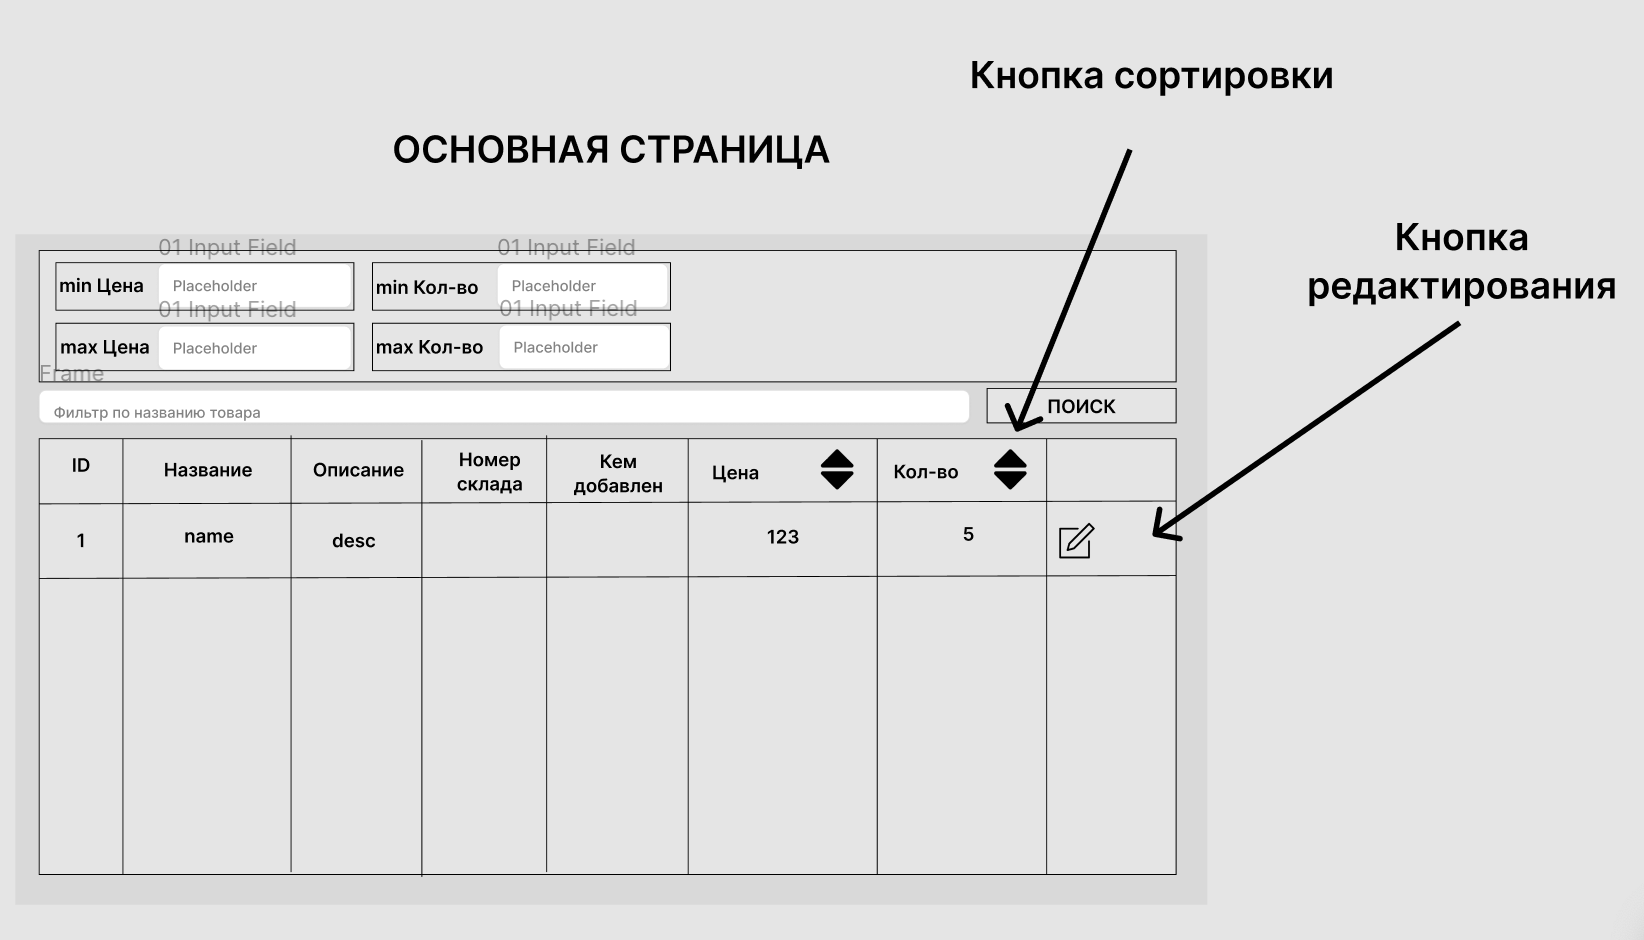 Кнопка сортировки
ОСНОВНАЯ СТРАНИЦА
Кнопка
редактирования
01 Input Field
01 Input Field
min Цена
Placeholder
min Кол-во
Placeholder
01 Input Field
01 Input Field
max Цена
Placeholder
max Кол-во
Placeholder
Frame
Фильтр по названию товара
ПОИСК
ID
Название
Описание
Номер
склада
Кем
добавлен
Цена
Кол-во
1
name
desc
123
5